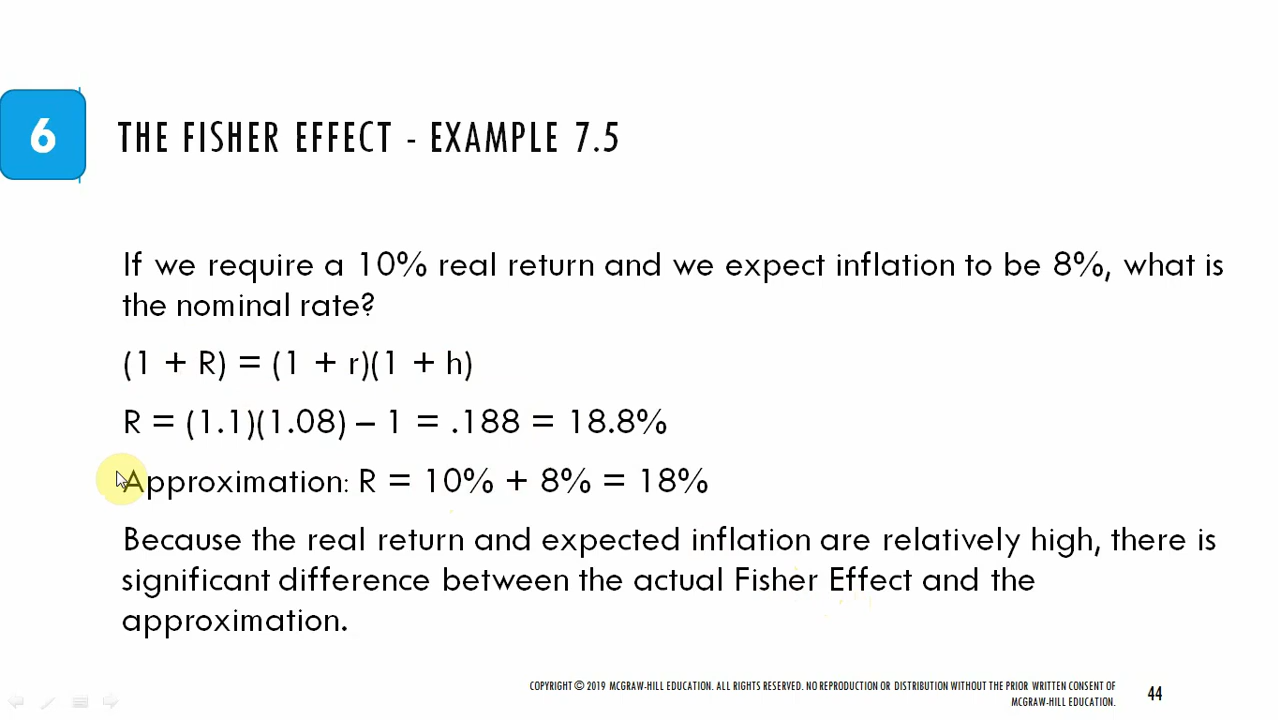 6
THE FISHER EFFECT - EXAMPLE 7.5
If we require a 10% real return and we expect inflation to be 8%, what is
the nominal rate?
(1 + R) = (1 + r)(1 + h)
R = (1.1)(1.08) – 1 = .188 = 18.8%
Approximation: R = 10% + 8% = 18%
Because the real return and expected inflation are relatively high, there is
significant difference between the actual Fisher Effect and the
approximation.
COPYRIGHT © 2019 MCGRAW-HILL EDUCATION. ALL RIGHTS RESERVED. NO REPRODUCTION OR DISTRIBUTION WITHOUT THE PRIOR WRITTEN CONSENT OF
MCGRAW-HILL EDUCATION.
44